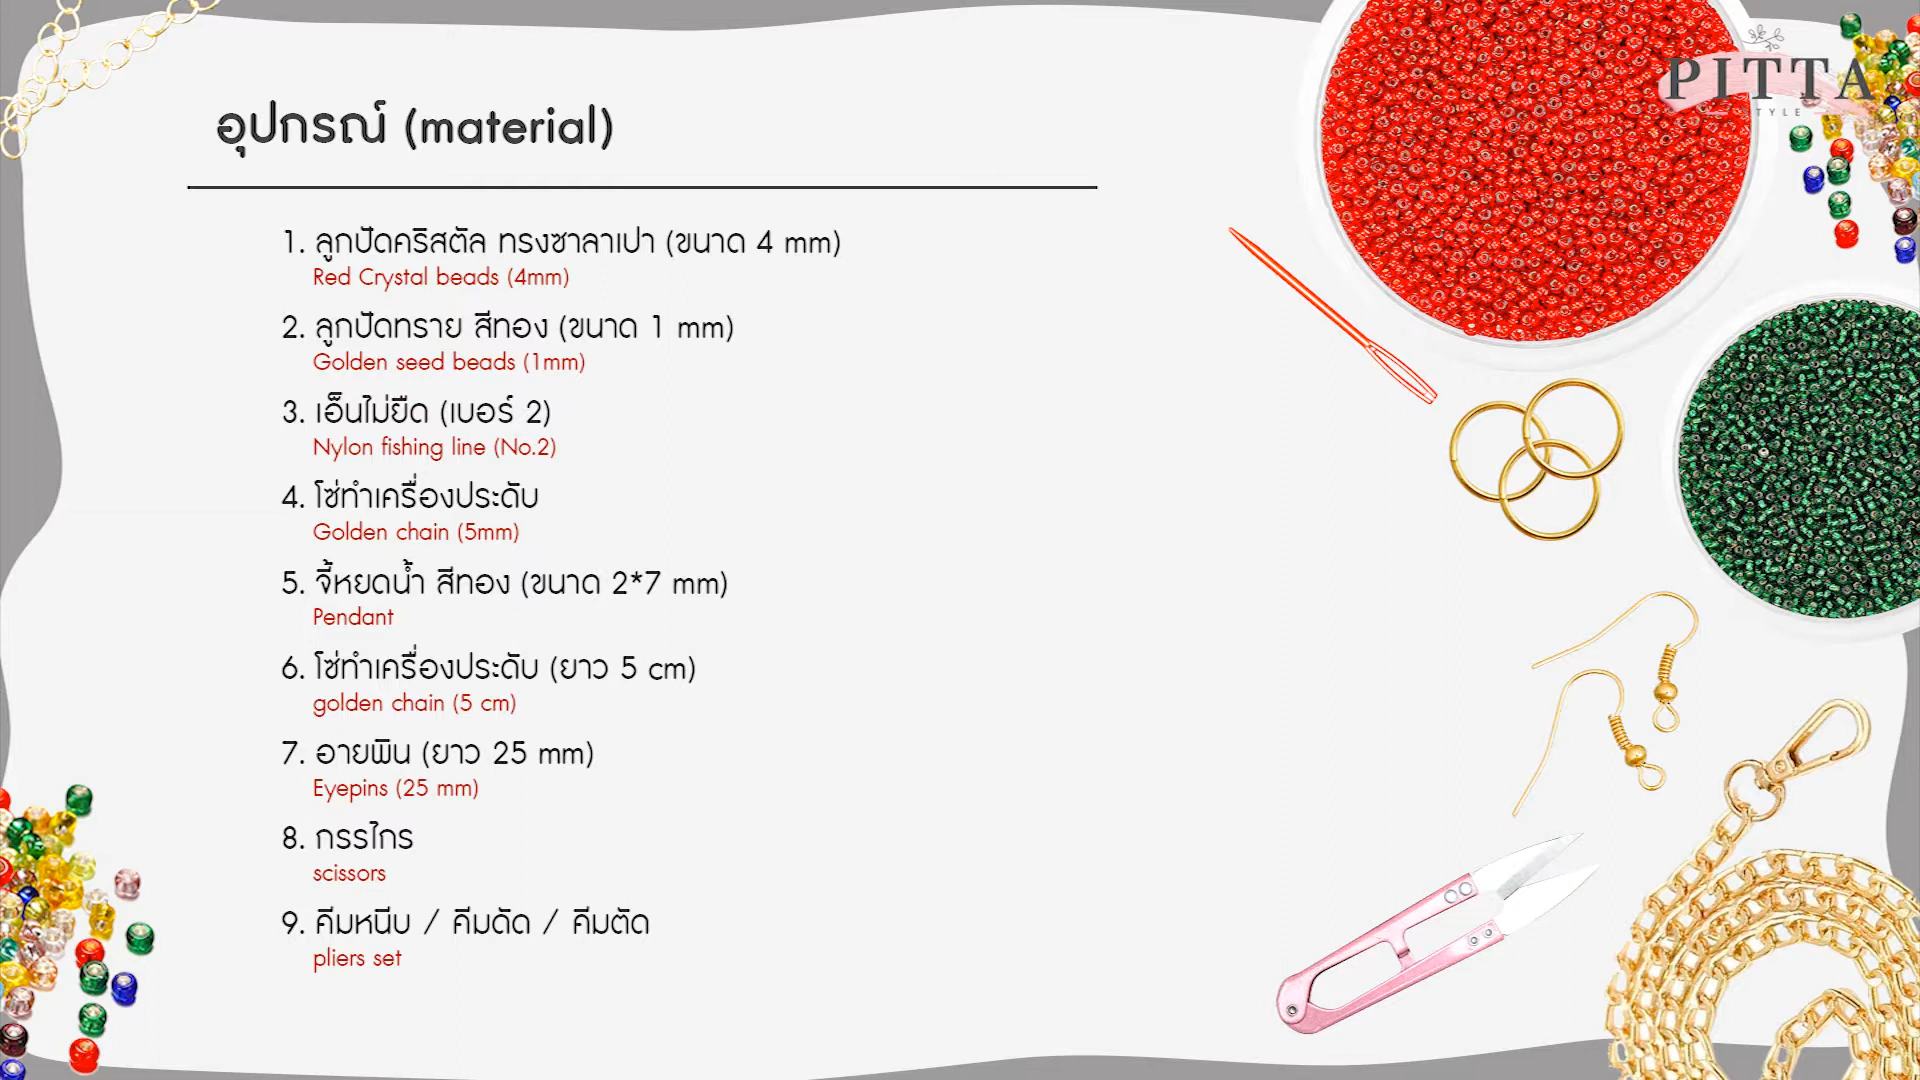 PITTA
อุปกรณ์ (material)
1. ลูกปัดคริสตัล ทรงซาลาเปา (ขนาด 4 mm)
Red Crystal beads (4mm)
2. ลูกปัดทราย สีทอง (ขนาด 1 mm)
Golden seed beads (1mm)
3. เอ็นไม่ยืด (เบอร์ 2)
Nylon fishing line (No.2)
4. โซ่ทำเครื่องประดับ
Golden chain (5mm)
5. จี้หยดน้ำ สีทอง (ขนาด 2*7 mm)
Pendant
6. โซ่ทำเครื่องประดับ (ยาว 5 cm)
golden chain (5 cm)
7. อายพิน (ยาว 25 mm)
Eyepins (25 mm)
8. กรรไกร
scissors
9. คีมหนีบ / คีมดัด / คีมตัด
pliers set